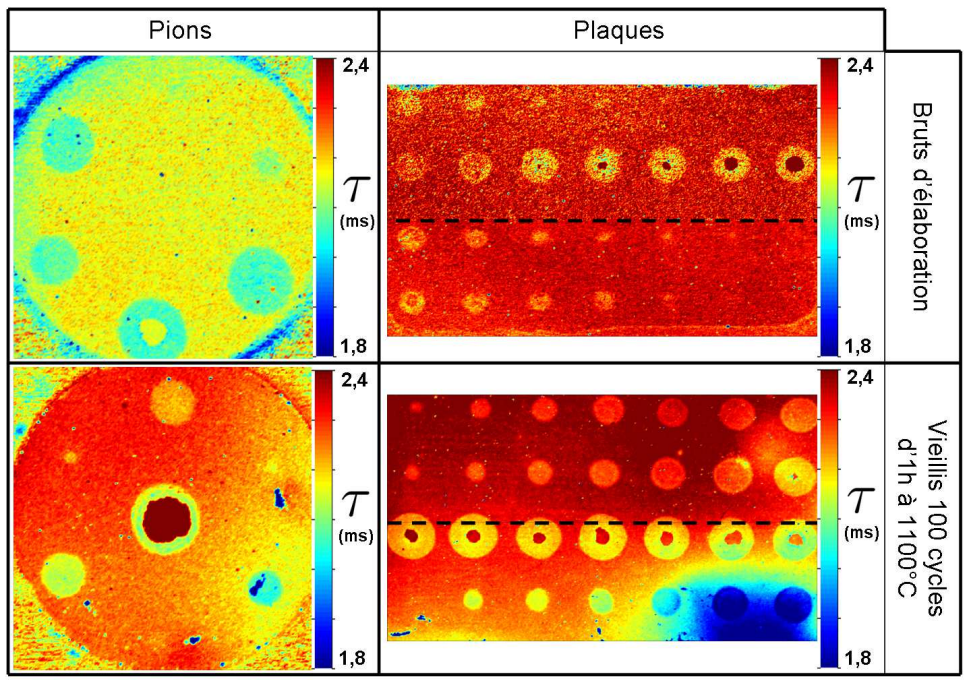 Pions
Plaques
2,4
τ
(ms)
1,8
2,4
τ
(ms)
1,8
Bruts d'élaboration
2,4
τ
(ms)
1,8
2,4
τ
(ms)
1,8
Vieillis 100 cycles
d'1h à 1100°C